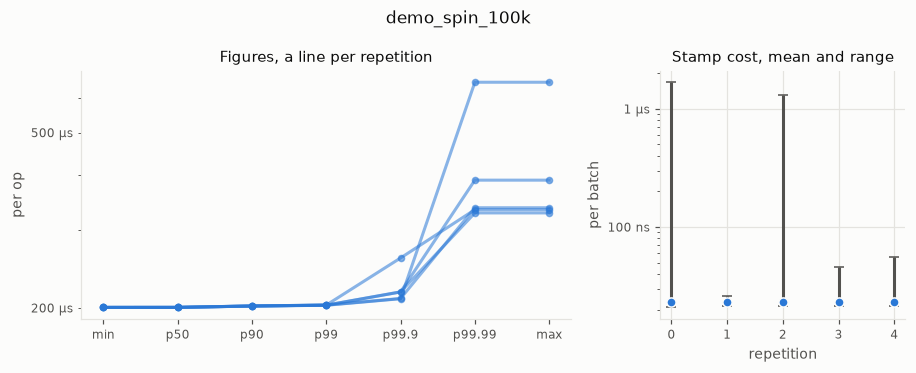 demo_spin_100k
Figures, a line per repetition
per op
500 µs
200 µs
min p50 p90 p99 p99.9 p99.99 max
Stamp cost, mean and range
per batch
1 µs
100 ns
0 1 2 3 4
repetition